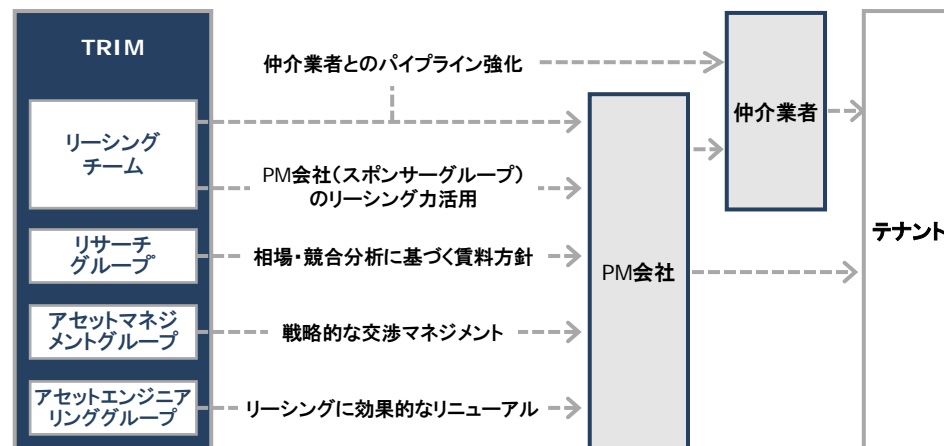 TRIM
仲介業者とのパイプライン強化
仲介業者
リーシング
チーム
PM会社（スポンサーグループ）
のリーシング力活用
リサーチ
グループ
相場・競合分析に基づく賃料方針
PM会社
テナント
アセットマネジ
メントグループ
戦略的な交渉マネジメント
アセットエンジニア
リンググループ
リーシングに効果的なリニューアル